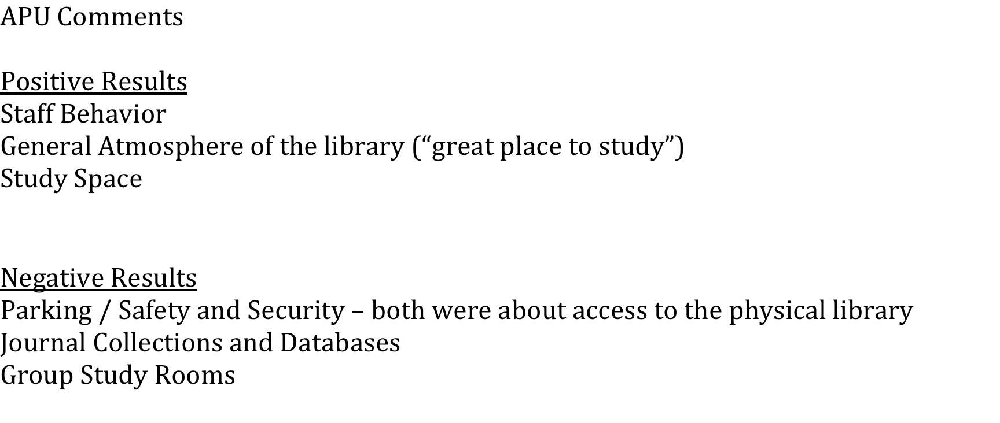 APU Comments
Positive Results
Staff Behavior
General Atmosphere of the library (“great place to study”)
Study Space
Negative Results
Parking / Safety and Security – both were about access to the physical library
Journal Collections and Databases
Group Study Rooms